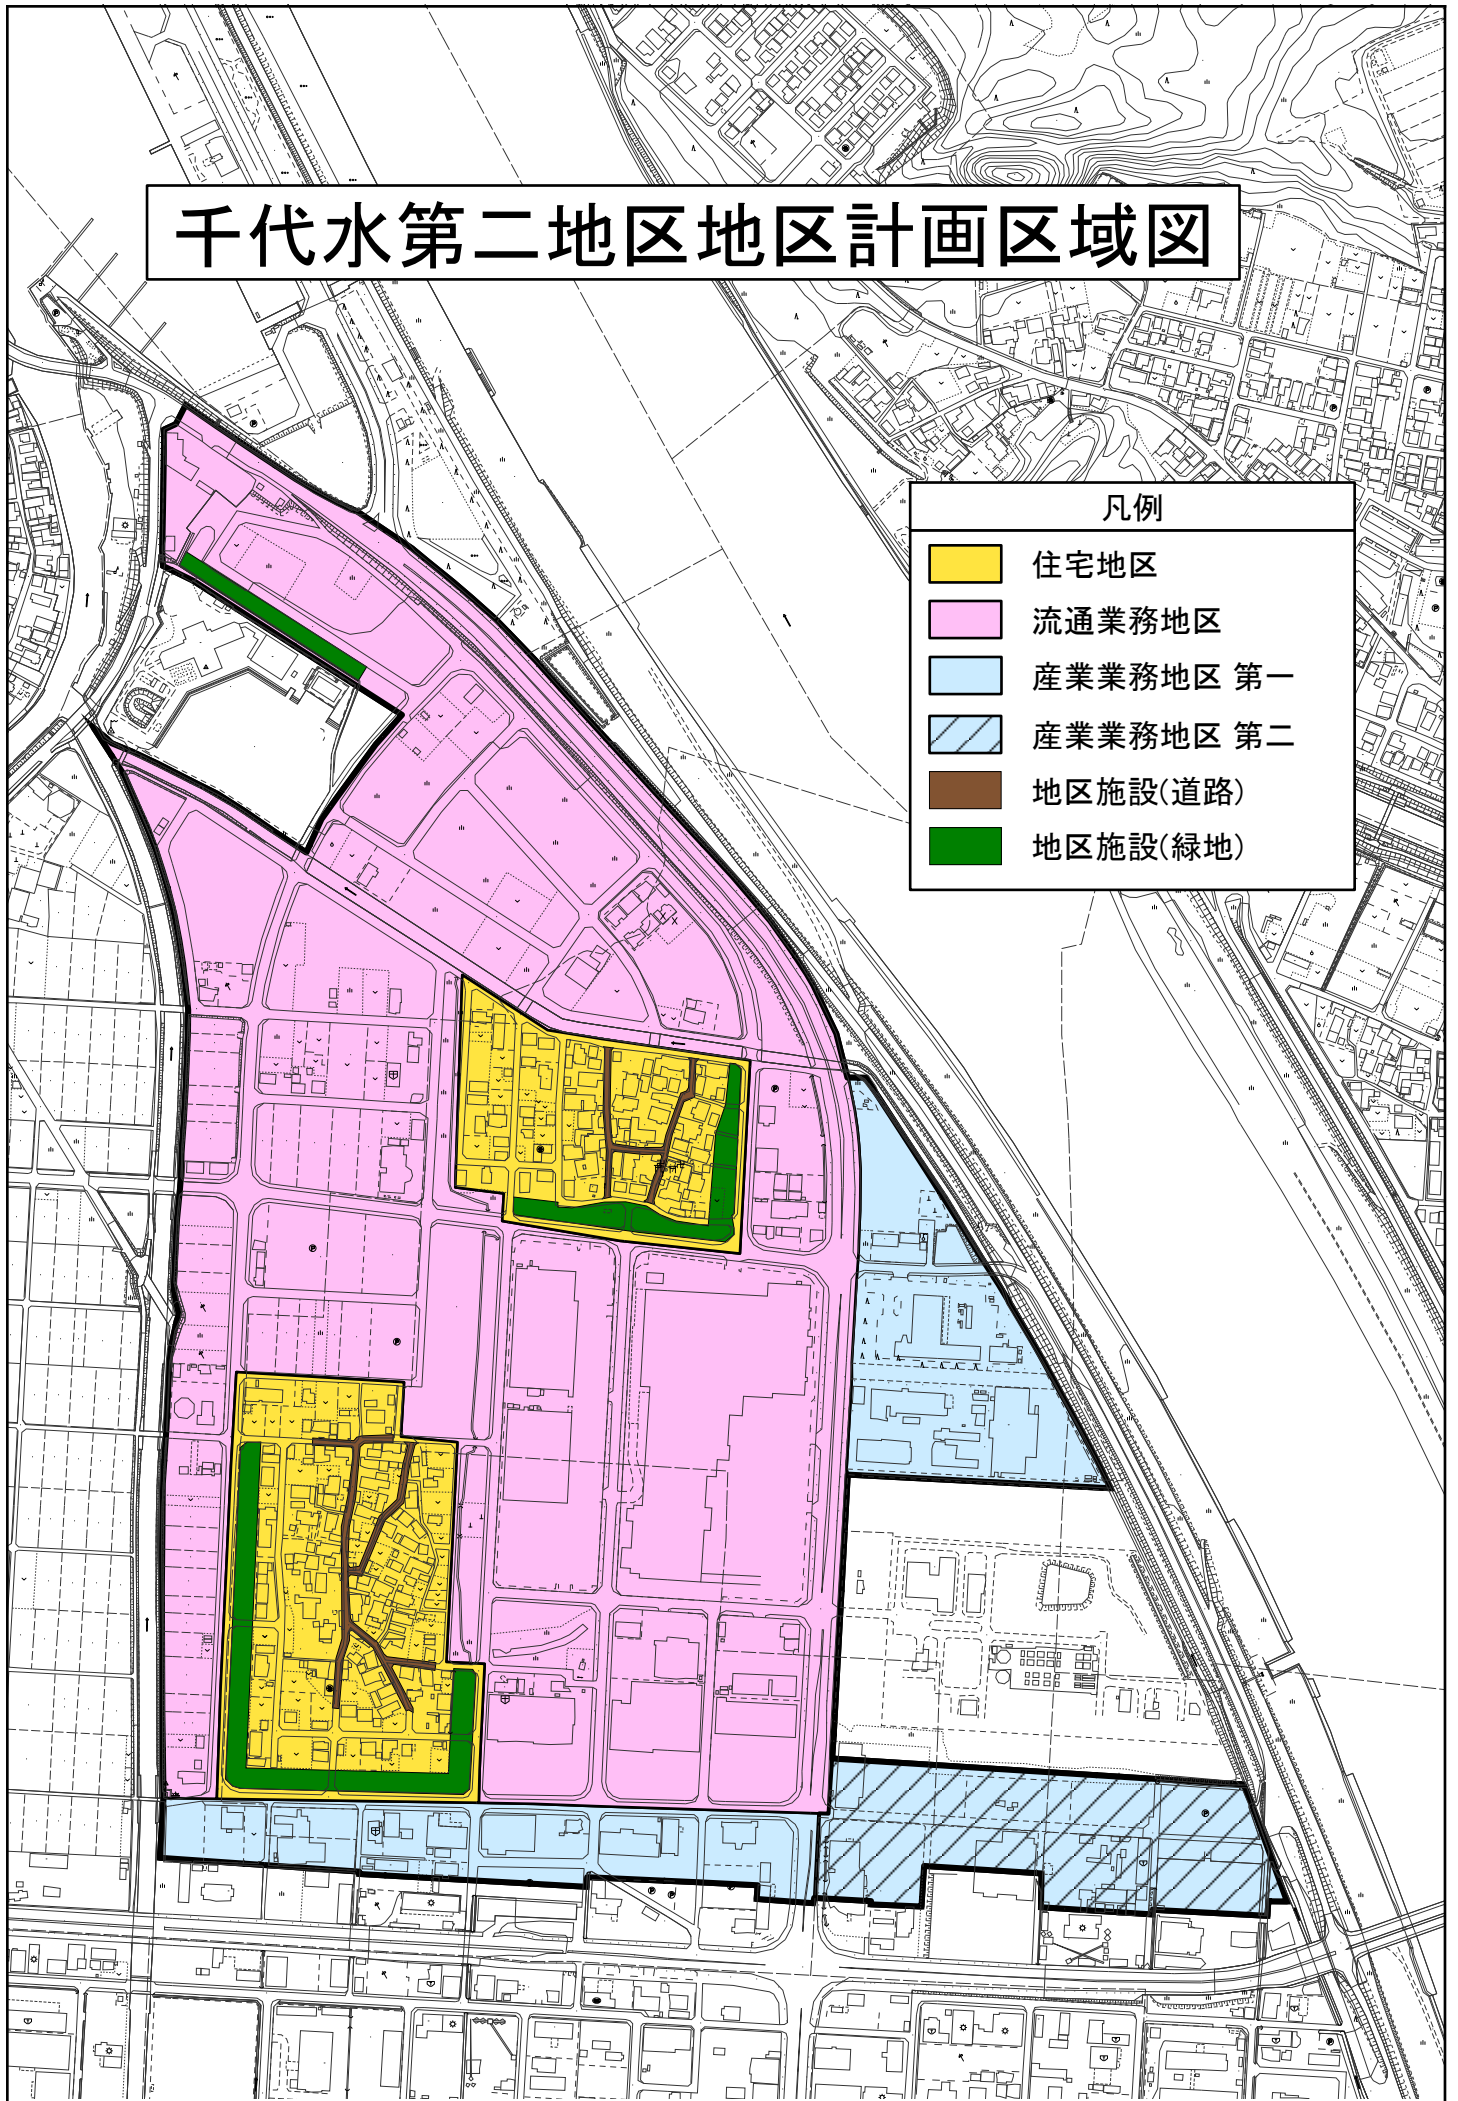 千代水第二地区地区計画区域図
凡例
住宅地区
流通業務地区
産業業務地区 第一
産業業務地区 第二
地区施設(道路)
地区施設(緑地)